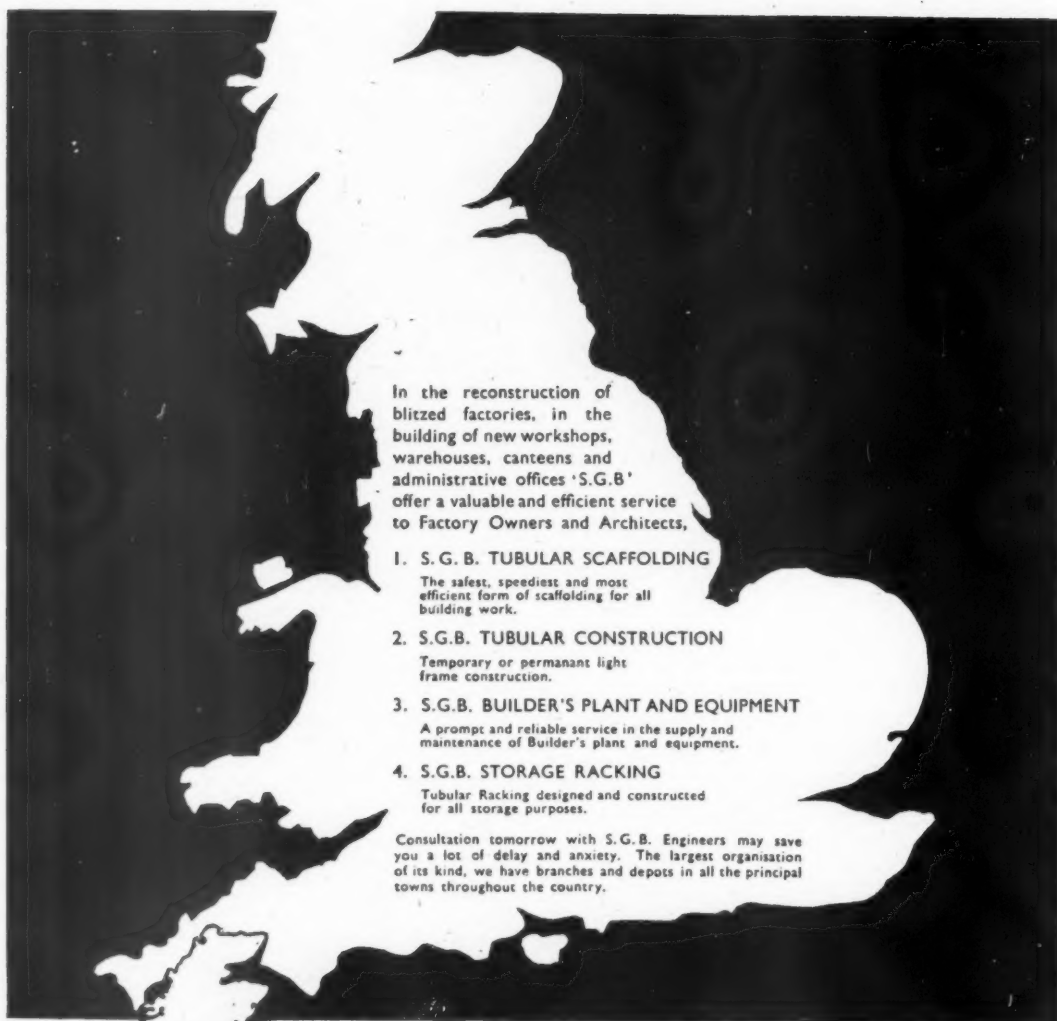 In the reconstruction of
blitzed factories, in the
building of new workshops,
warehouses, canteens and
administrative offices 'S.G.B'
offer a valuable and efficient service
to Factory Owners and Architects,
1. S. G. B. TUBULAR SCAFFOLDING
The safest, speediest and most
efficient form of scaffolding for all
building work.
2. S.G.B. TUBULAR CONSTRUCTION
Temporary or permanant light
frame construction.
3. S.G.B. BUILDER'S PLANT AND EQUIPMENT
A prompt and reliable service in the supply and
maintenance of Builder's plant and equipment.
4. S.G.B. STORAGE RACKING
Tubular Racking designed and constructed
for all storage purposes.
Consultation tomorrow with S.G.B. Engineers may save
you a lot of delay and anxiety. The largest organisation
of its kind, we have branches and depots in all the principal
towns throughout the country.